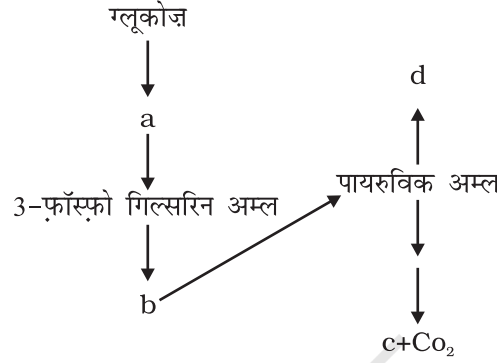 ग्लूकोज़
d
a
पायरुविक अम्ल
3-फ़ॉस्फ़ो गिल्सरिन अम्ल
b
c+Co₂